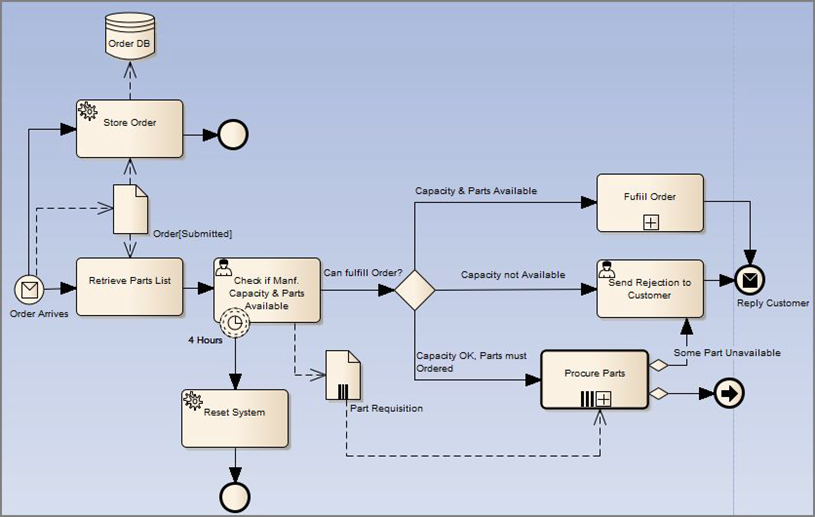 Order DB
Store Order
Order[Submitted]
Order Arrives
Retrieve Parts List
Check if Manf.
Capacity & Parts
Available
4 Hours
Reset System
Part Requisition
Can fulfill Order?
Capacity & Parts Available
Capacity not Available
Capacity OK, Parts must
Ordered
Fufiil Order
Send Rejection to
Customer
Reply Customer
Some Part Unavailable
Procure Parts